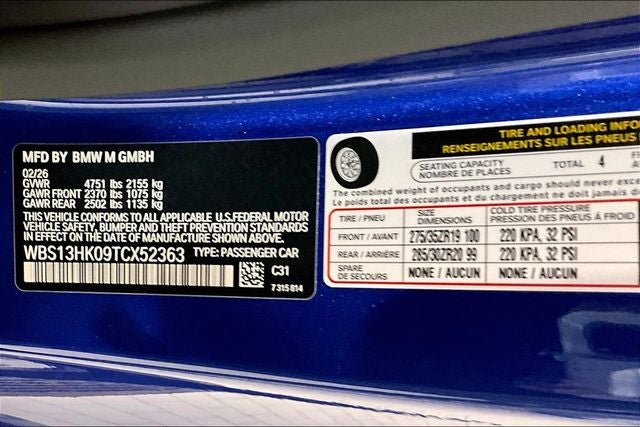 MFD BY BMW M GMBH
02/26
GVWR 4751 lbs 2155 kg
GAWR FRONT 2370 lbs 1075 kg
GAWR REAR 2502 lbs 1135 kg
THIS VEHICLE CONFORMS TO ALL APPLICABLE U.S.FEDERAL MOTOR
VEHICLE SAFETY, BUMPER AND THEFT PREVENTION STANDARDS
IN EFFECT ON THE DATE OF MANUFACTURE SHOWN ABOVE.
WBS13HK09TCX52363 TYPE: PASSENGER CAR
C31
7315814
TIRE AND LOADING INFO
RENSEIGNEMENTS SUR LES PNEUS
SEATING CAPACITY
NOMBRE DE PLACES
TOTAL 4
The combined weight of occupants and cargo should never exce
Le poids total des occupants et du chargement ne doit jamais d
TIRE / PNEU SIZE DIMENSIONS COLD TIRE PRESSURE PRESSION DES PNEUS À FROID
FRONT / AVANT 275/35ZR19 100 220 KPA, 32 PSI
REAR / ARRIÈRE 285/30ZR20 99 220 KPA, 32 PSI
SPARE DE SECOURS NONE / AUCUN NONE / AUCUN